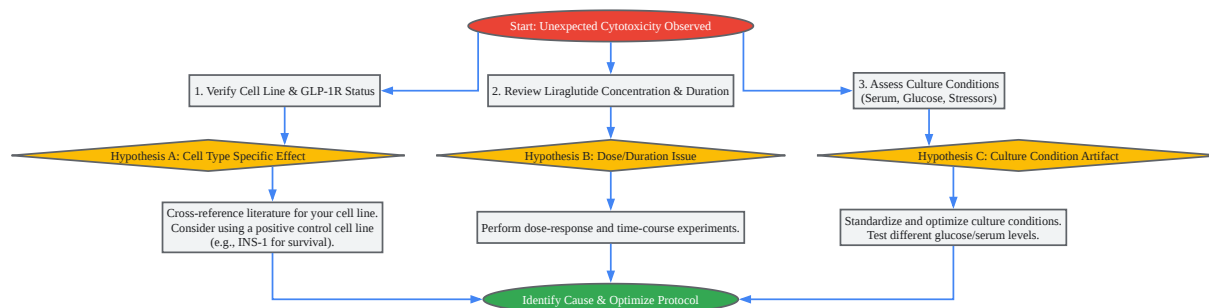 Start: Unexpected Cytotoxicity Observed
1. Verify Cell Line & GLP-1R Status
2. Review Liraglutide Concentration & Duration
3. Assess Culture Conditions
(Serum, Glucose, Stressors)
Hypothesis A: Cell Type Specific Effect
Hypothesis B: Dose/Duration Issue
Hypothesis C: Culture Condition Artifact
Cross-reference literature for your cell line.
Consider using a positive control cell line
(e.g., INS-1 for survival).
Perform dose-response and time-course experiments.
Standardize and optimize culture conditions.
Test different glucose/serum levels.
Identify Cause & Optimize Protocol